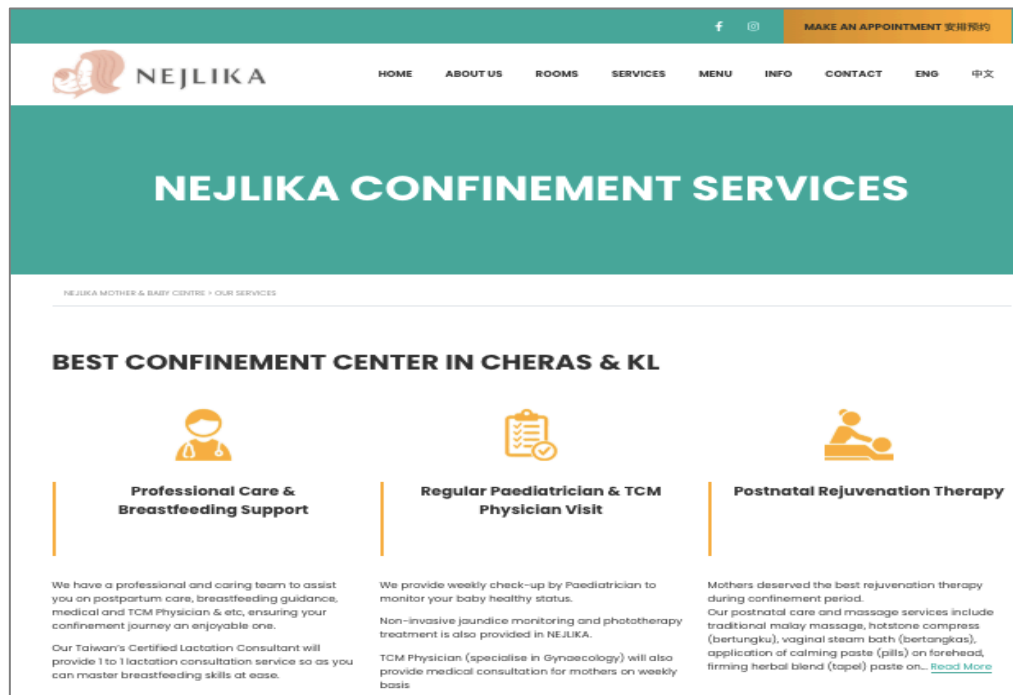 MAKE AN APPOINTMENT 安排预约
NEJLIKA
HOME ABOUT US ROOMS SERVICES MENU INFO CONTACT ENG 中文
NEJLIKA CONFINEMENT SERVICES
NEJLIKA MOTHER & BABY CENTRE > OUR SERVICES
BEST CONFINEMENT CENTER IN CHERAS & KL
Professional Care &
Breastfeeding Support
We have a professional and caring team to assist
you on postpartum care, breastfeeding guidance,
medical and TCM Physician & etc, ensuring your
confinement journey an enjoyable one.
Our Taiwan's Certified Lactation Consultant will
provide 1 to 1 lactation consultation service so as you
can master breastfeeding skills at ease.
Regular Paediatrician & TCM
Physician Visit
We provide weekly check-up by Paediatrician to
monitor your baby healthy status.
Non-invasive jaundice monitoring and phototherapy
treatment is also provided in NEJLIKA.
TCM Physician (specialise in Gynaecology) will also
provide medical consultation for mothers on weekly
basis
Postnatal Rejuvenation Therapy
Mothers deserved the best rejuvenation therapy
during confinement period.
Our postnatal care and massage services include
traditional malay massage, hotstone compress
(bertungku), vaginal steam bath (bertangkas),
application of calming paste (pilis) on forehead,
firming herbal blend (tapel) paste on... Read More